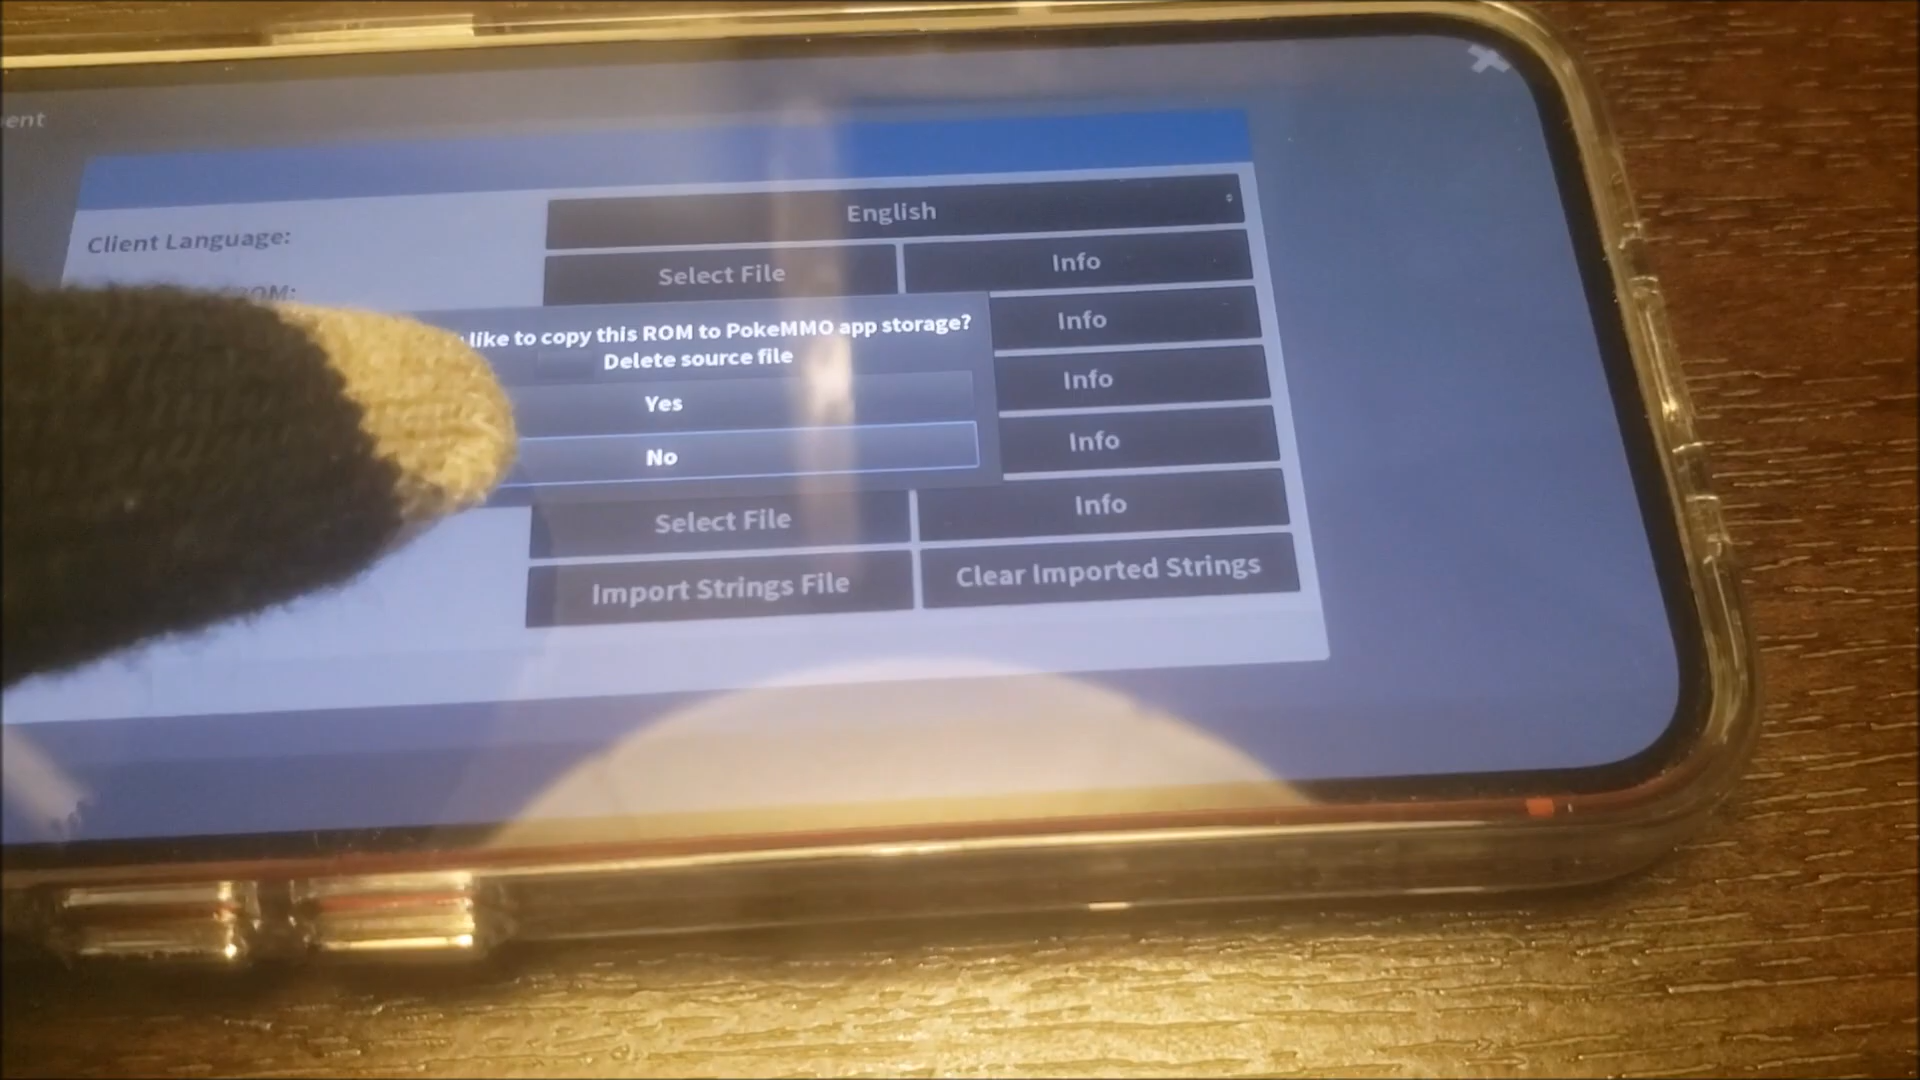 ent
English
Client Language:
Select File
Info
ROM:
like to copy this ROM to PokeMMO app storage?
Info
Delete source file
Yes
Info
No
Info
Select File
Info
Import Strings File
Clear Imported Strings